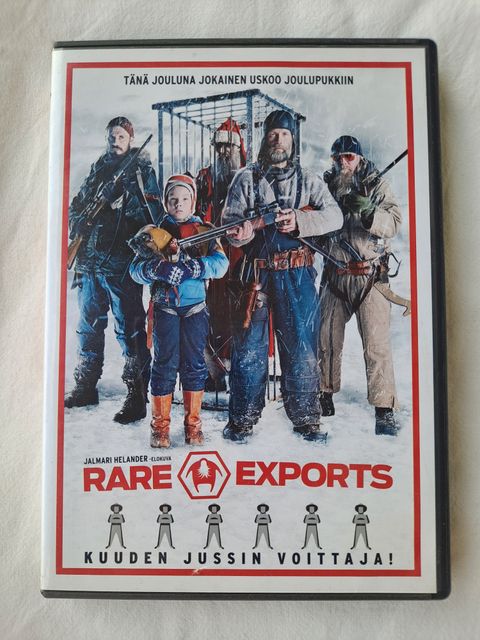 TÄNÄ JOULUNA JOKAINEN USKOO JOULUPUKKIIN
JALMARI HELANDER -ELOKUVA
RARE EXPORTS
KUUDEN JUSSIN VOITTAJA!